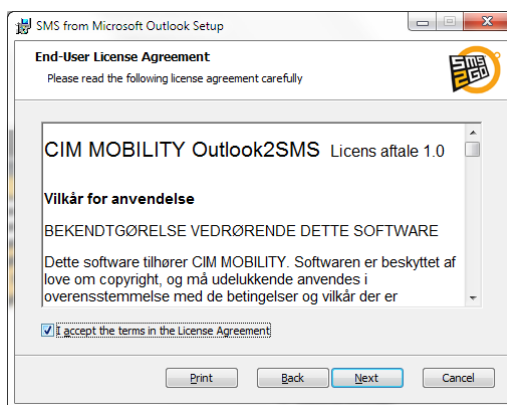 SMS from Microsoft Outlook Setup
End-User License Agreement
Please read the following license agreement carefully
SMS
2GO
CIM MOBILITY Outlook2SMS Licens aftale 1.0
Vilkår for anvendelse
BEKENDTGØRELSE VEDRØRENDE DETTE SOFTWARE
Dette software tilhører CIM MOBILITY. Softwaren er beskyttet af
love om copyright, og må udelukkende anvendes i
overensstemmelse med de betingelser og vilkår der er
I accept the terms in the License Agreement
Print Back Next Cancel